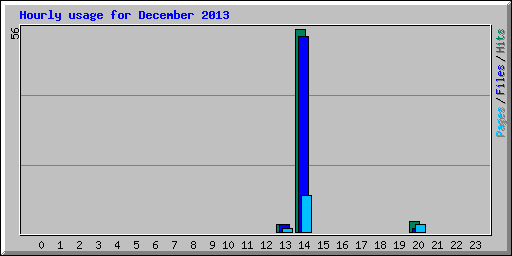 Hourly usage for December 2013
56
Pages/Files/Hits
0 1 2 3 4 5 6 7 8 9 10 11 12 13 14 15 16 17 18 19 20 21 22 23